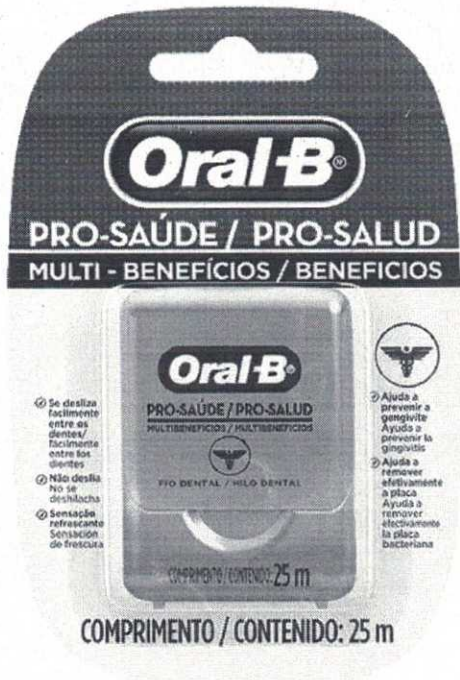 Oral-B®
PRO-SAÚDE / PRO-SALUD
MULTI - BENEFÍCIOS / BENEFICIOS
Oral-B®
PRO-SAÚDE / PRO-SALUD
MULTIBENEFÍCIOS / MULTIBENEFICIOS
FIO DENTAL / HILO DENTAL
COMPRIMENTO / CONTENIDO: 25 m
Se desliza
facilmente
entre os
dentes/
fácilmente
entre los
dientes
Não desfia
No se
deshilacha
Sensação
refrescante
Sensación
de frescura
Ajuda a
prevenir a
gengivite
Ayuda a
prevenir la
gingivitis
Ajuda a
remover
efetivamente
a placa
Ayuda a
remover
efectivamente
la placa
bacteriana
COMPRIMENTO / CONTENIDO: 25 m